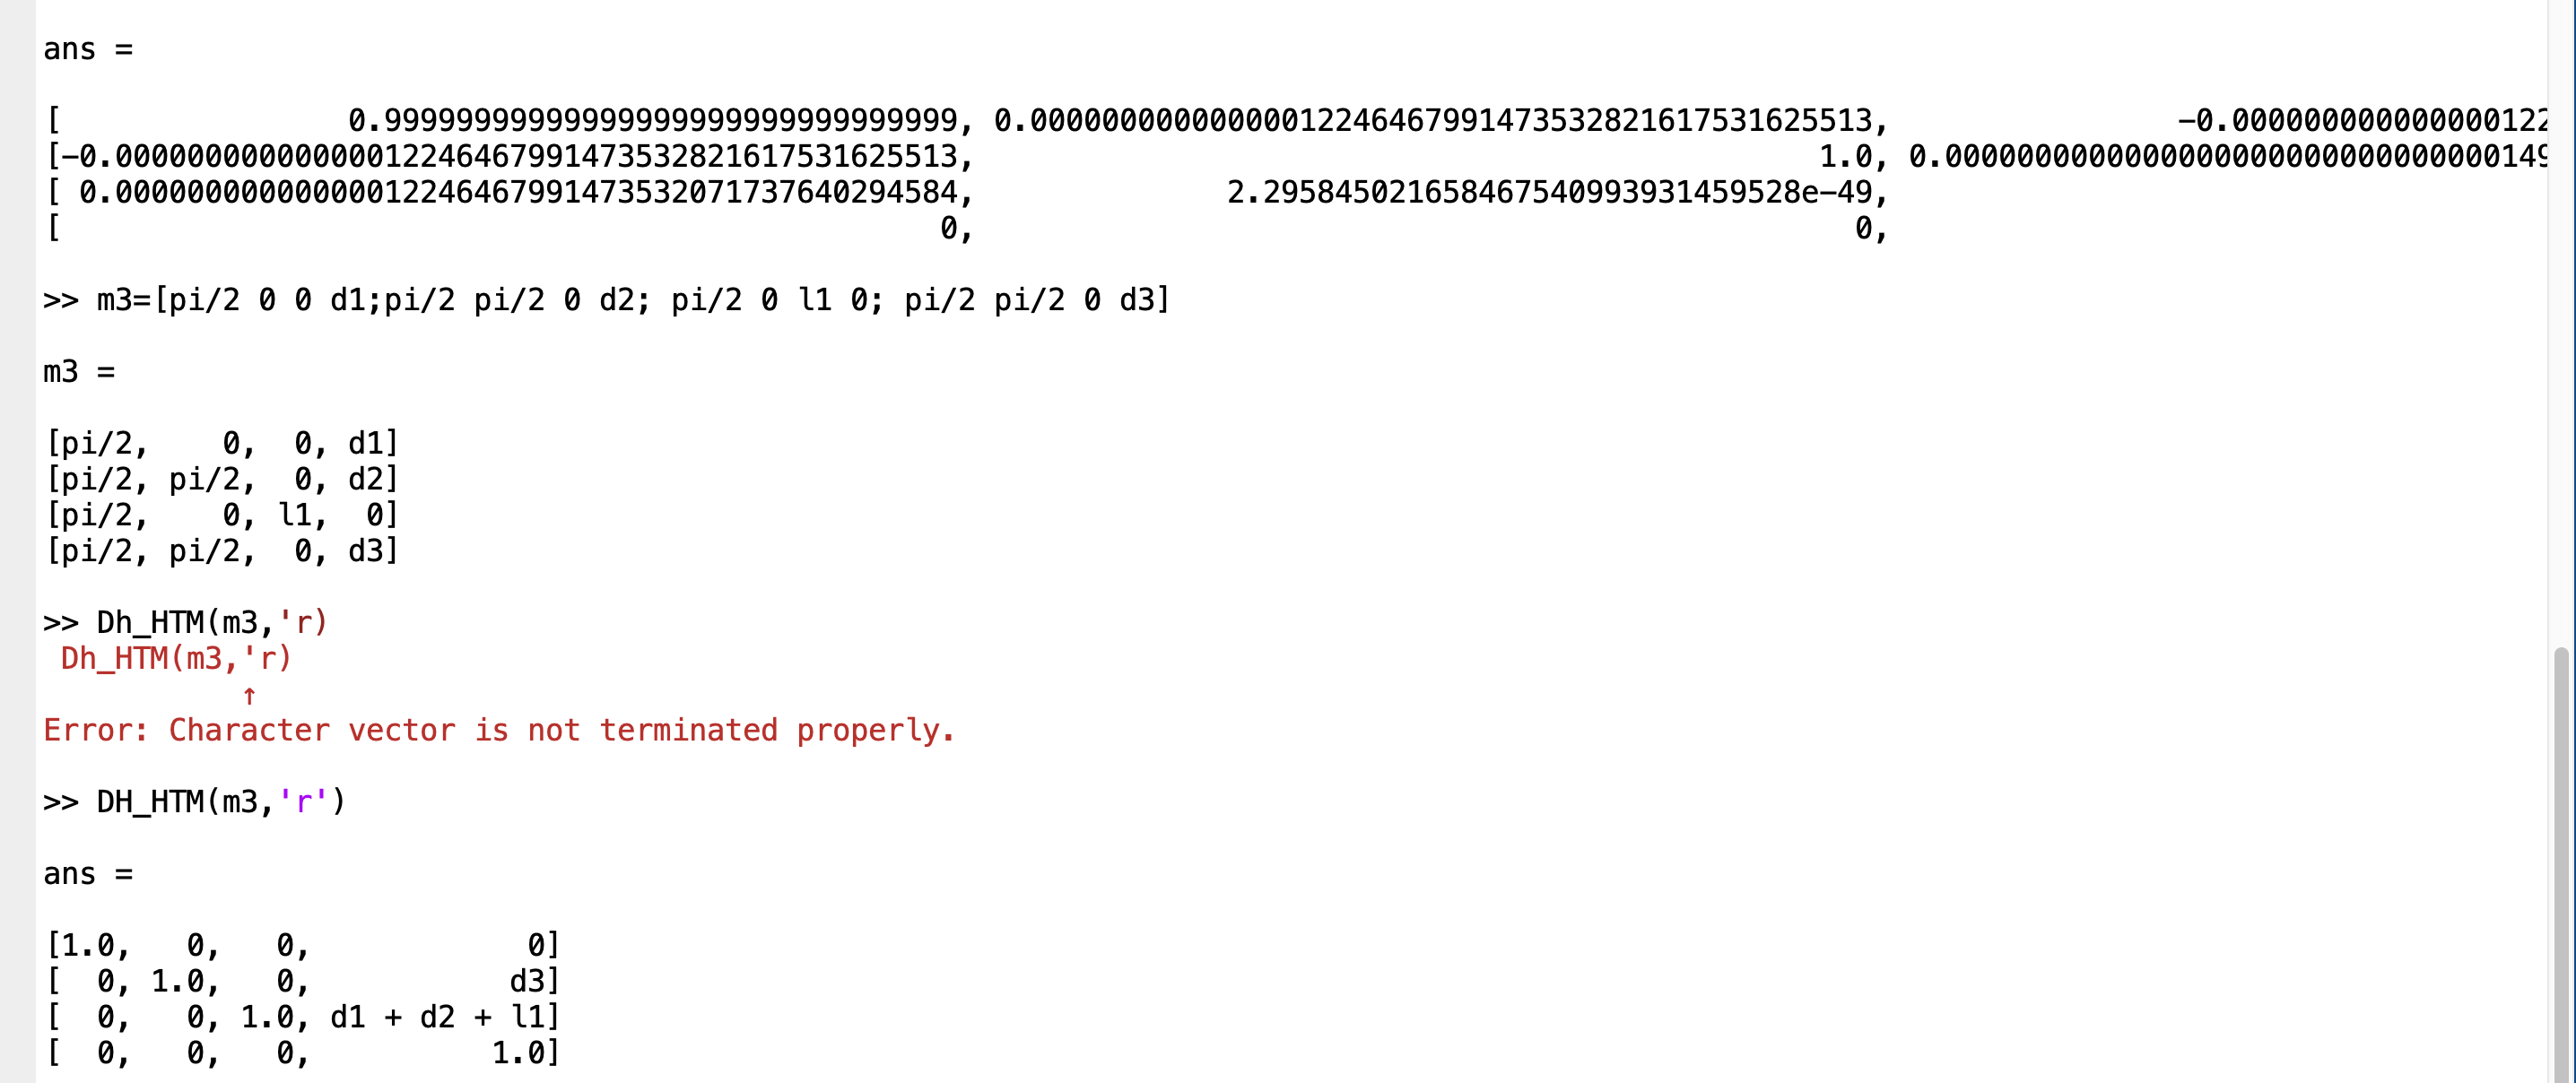 ans =
[                0.9999999999999999999999999999999999, 0.0000000000000001224646799147353282161753162​5513,                -0.000000000000000122
[-0.00000000000000012246467991473532821617531625513,                                                  1.0, 0.000000000000000000000000000000149
[ 0.00000000000000012246467991473532071737640294584,                2.2958450216584675409939314595​28e-49,
[                                                 0,                                                    0,
>> m3=[pi/2 0 0 d1;pi/2 pi/2 0 d2; pi/2 0 l1 0; pi/2 pi/2 0 d3]
m3 =
[pi/2,    0,  0, d1]
[pi/2, pi/2,  0, d2]
[pi/2,    0, l1,  0]
[pi/2, pi/2,  0, d3]
>> Dh_HTM(m3,'r)
 Dh_HTM(m3,'r)
↑
Error: Character vector is not terminated properly.
>> DH_HTM(m3,'r')
ans =
[1.0,   0,   0,            0]
[  0, 1.0,   0,           d3]
[  0,   0, 1.0, d1 + d2 + l1]
[  0,   0,   0,          1.0]